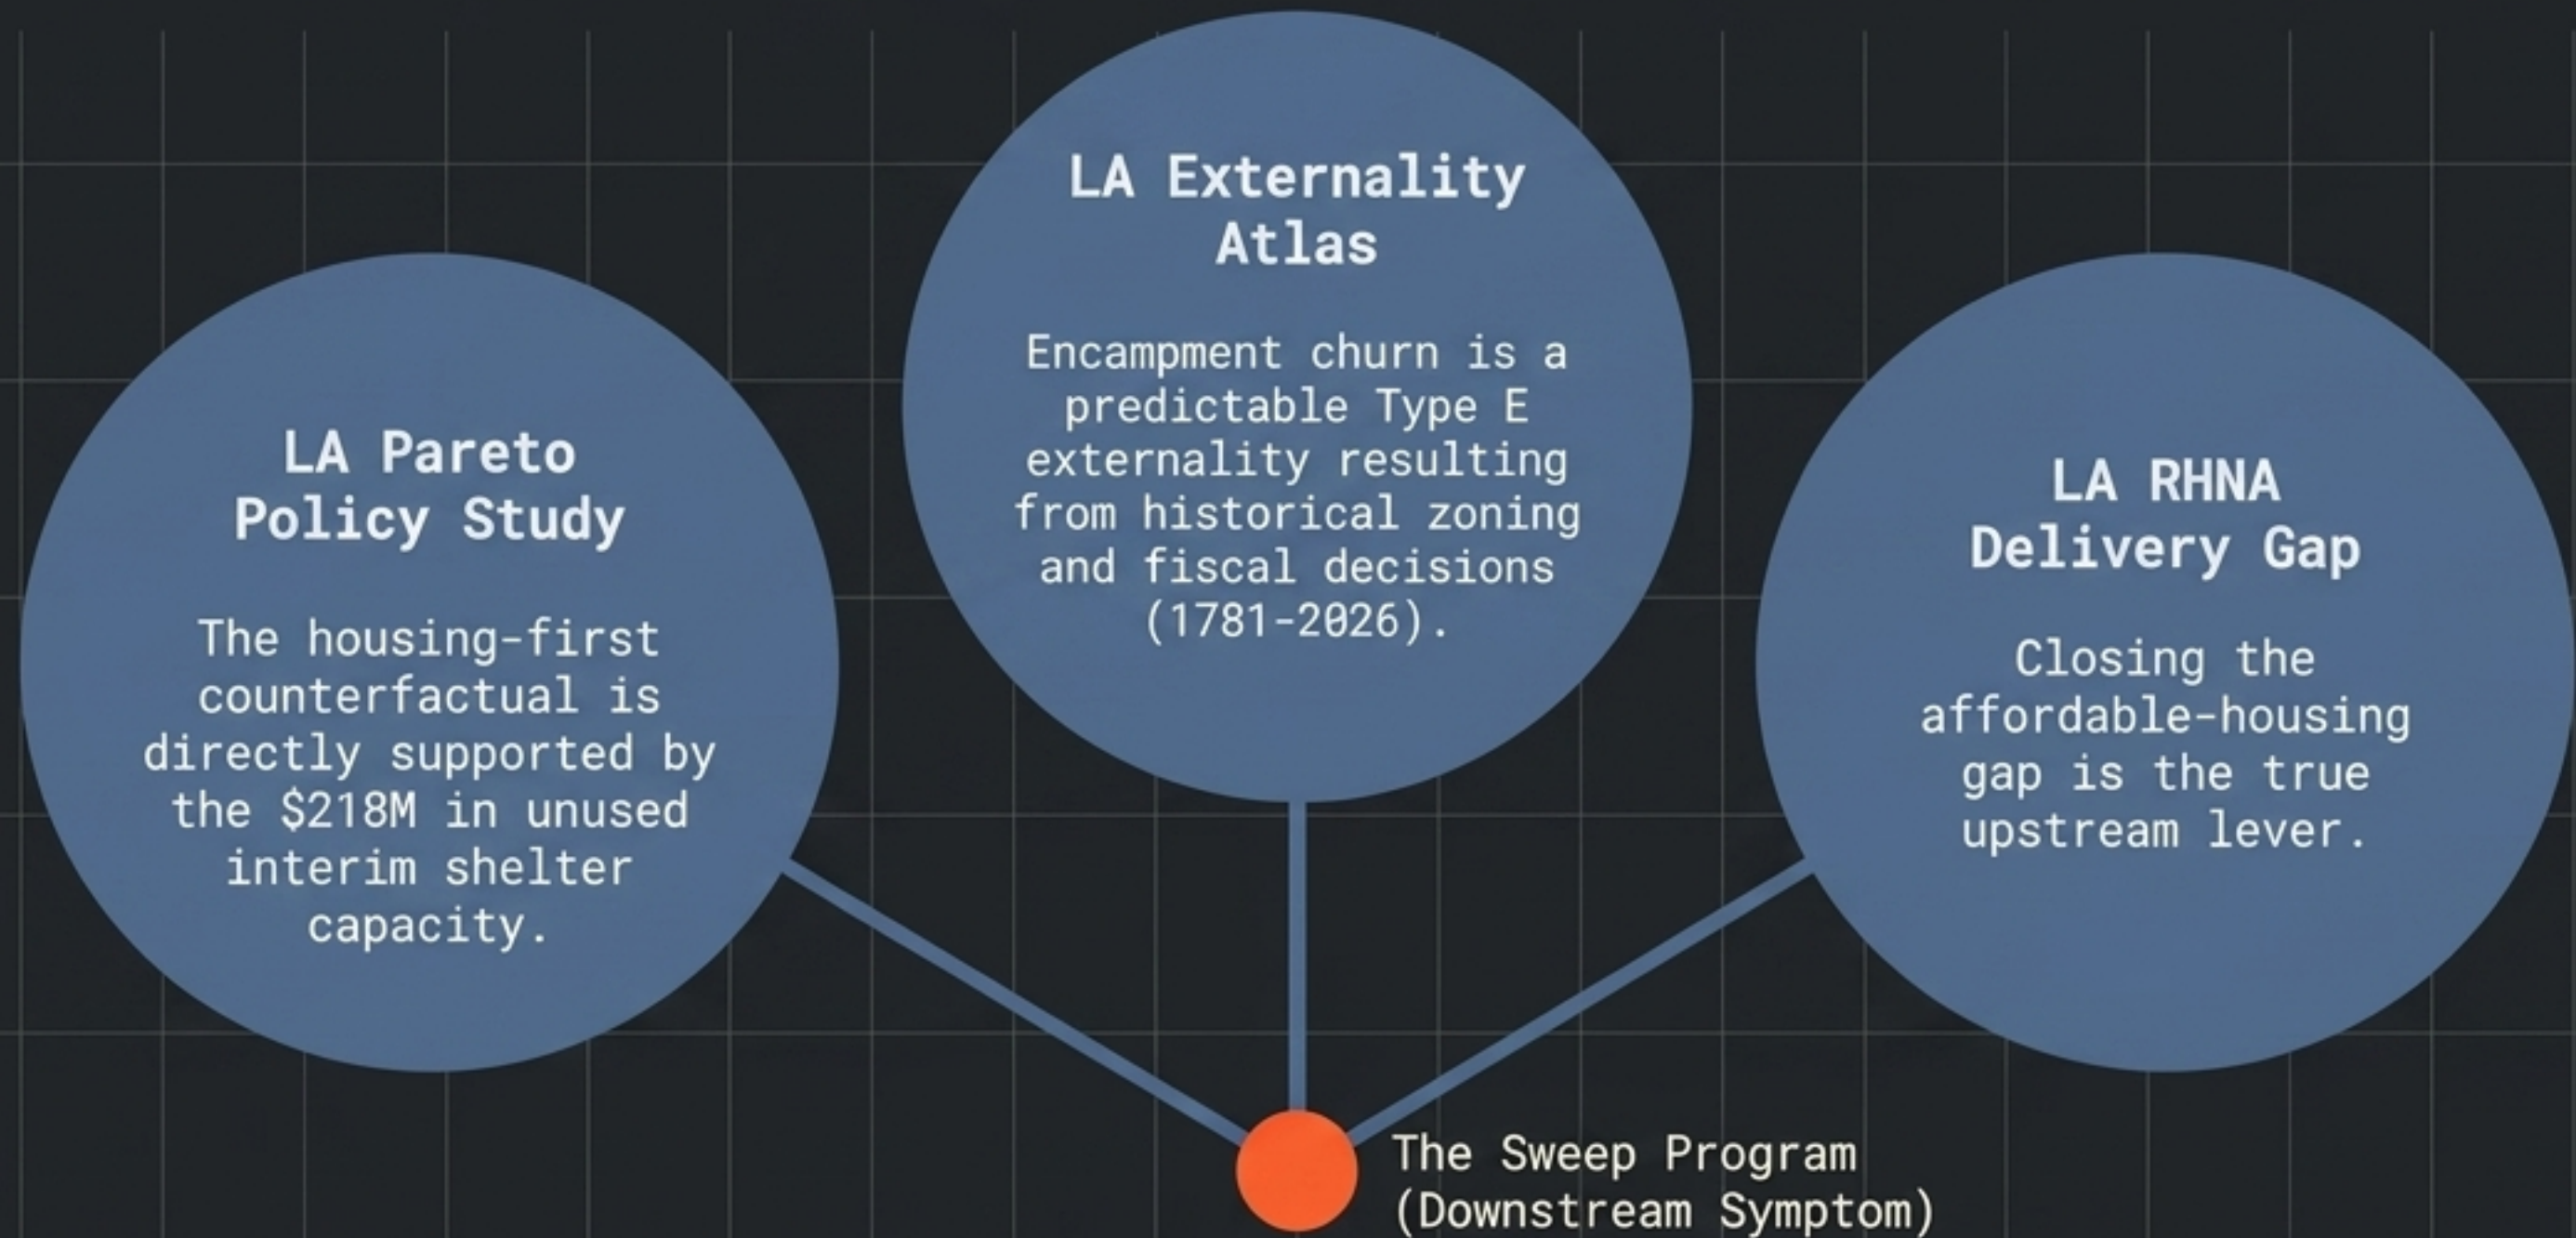 LA Pareto
Policy Study
The housing-first
counterfactual is
directly supported by
the $218M in unused
interim shelter
capacity.
LA Externality
Atlas
Encampment churn is a
predictable Type E
externality resulting
from historical zoning
and fiscal decisions
(1781-2026).
LA RHNA
Delivery Gap
Closing the
affordable-housing
gap is the true
upstream lever.
The Sweep Program
(Downstream Symptom)